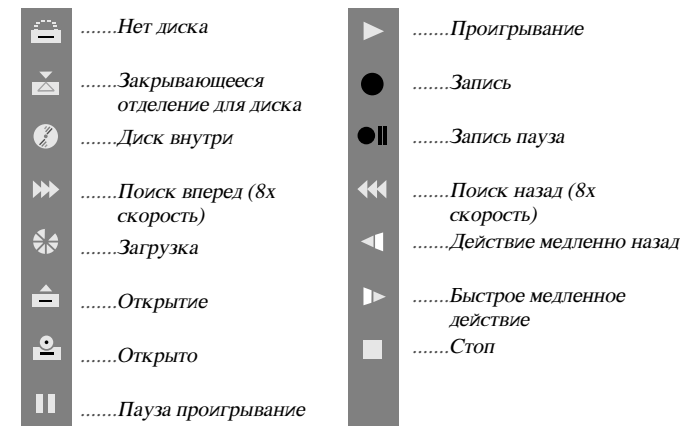 .......Нет диска
.......Закрывающееся
отделение для диска
.......Диск внутри
.......Поиск вперед (8x
скорость)
.......Загрузка
.......Открытие
.......Открыто
.......Пауза проигрывание
.......Проигрывание
.......Запись
.......Запись пауза
.......Поиск назад (8x
скорость)
.......Действие медленно назад
.......Быстрое медленное
действие
.......Стоп